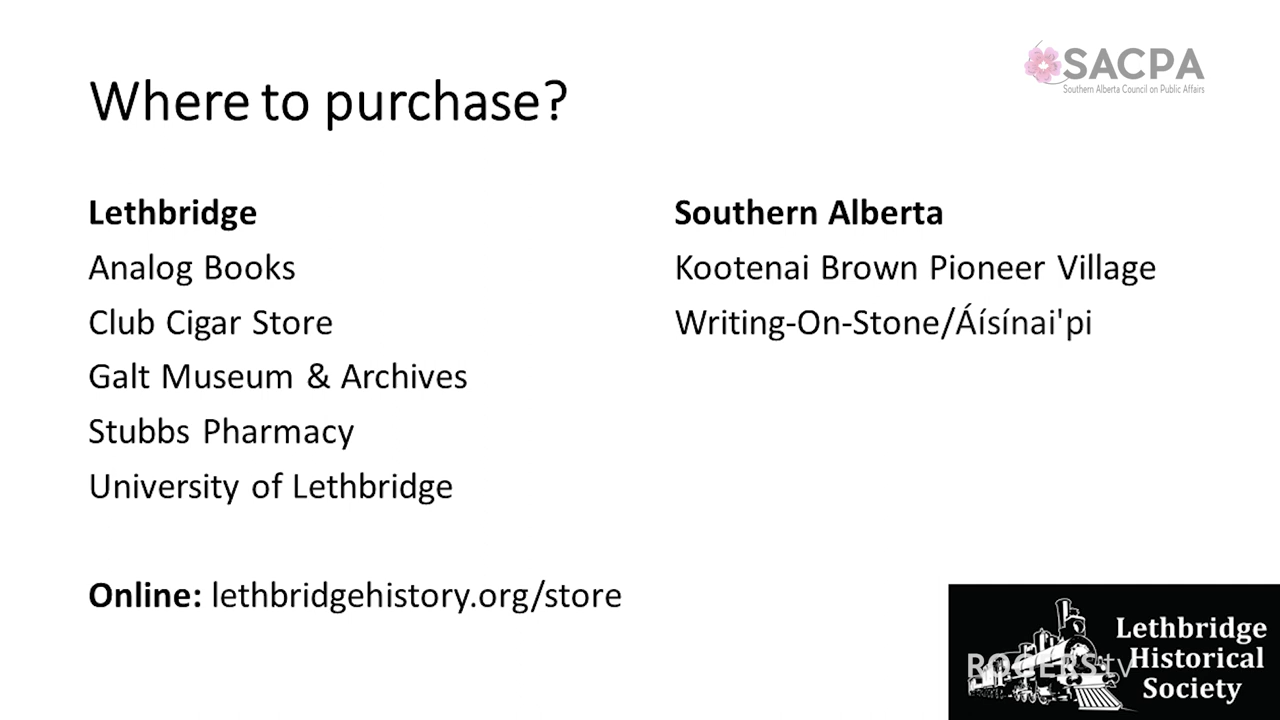 SACPA
Southern Alberta Council on Public Affairs
Where to purchase?
Lethbridge
Analog Books
Club Cigar Store
Galt Museum & Archives
Stubbs Pharmacy
University of Lethbridge
Online: lethbridgehistory.org/store
Southern Alberta
Kootenai Brown Pioneer Village
Writing-On-Stone/Áísínai'pi
Lethbridge
Historical
Society
ROGERS tv